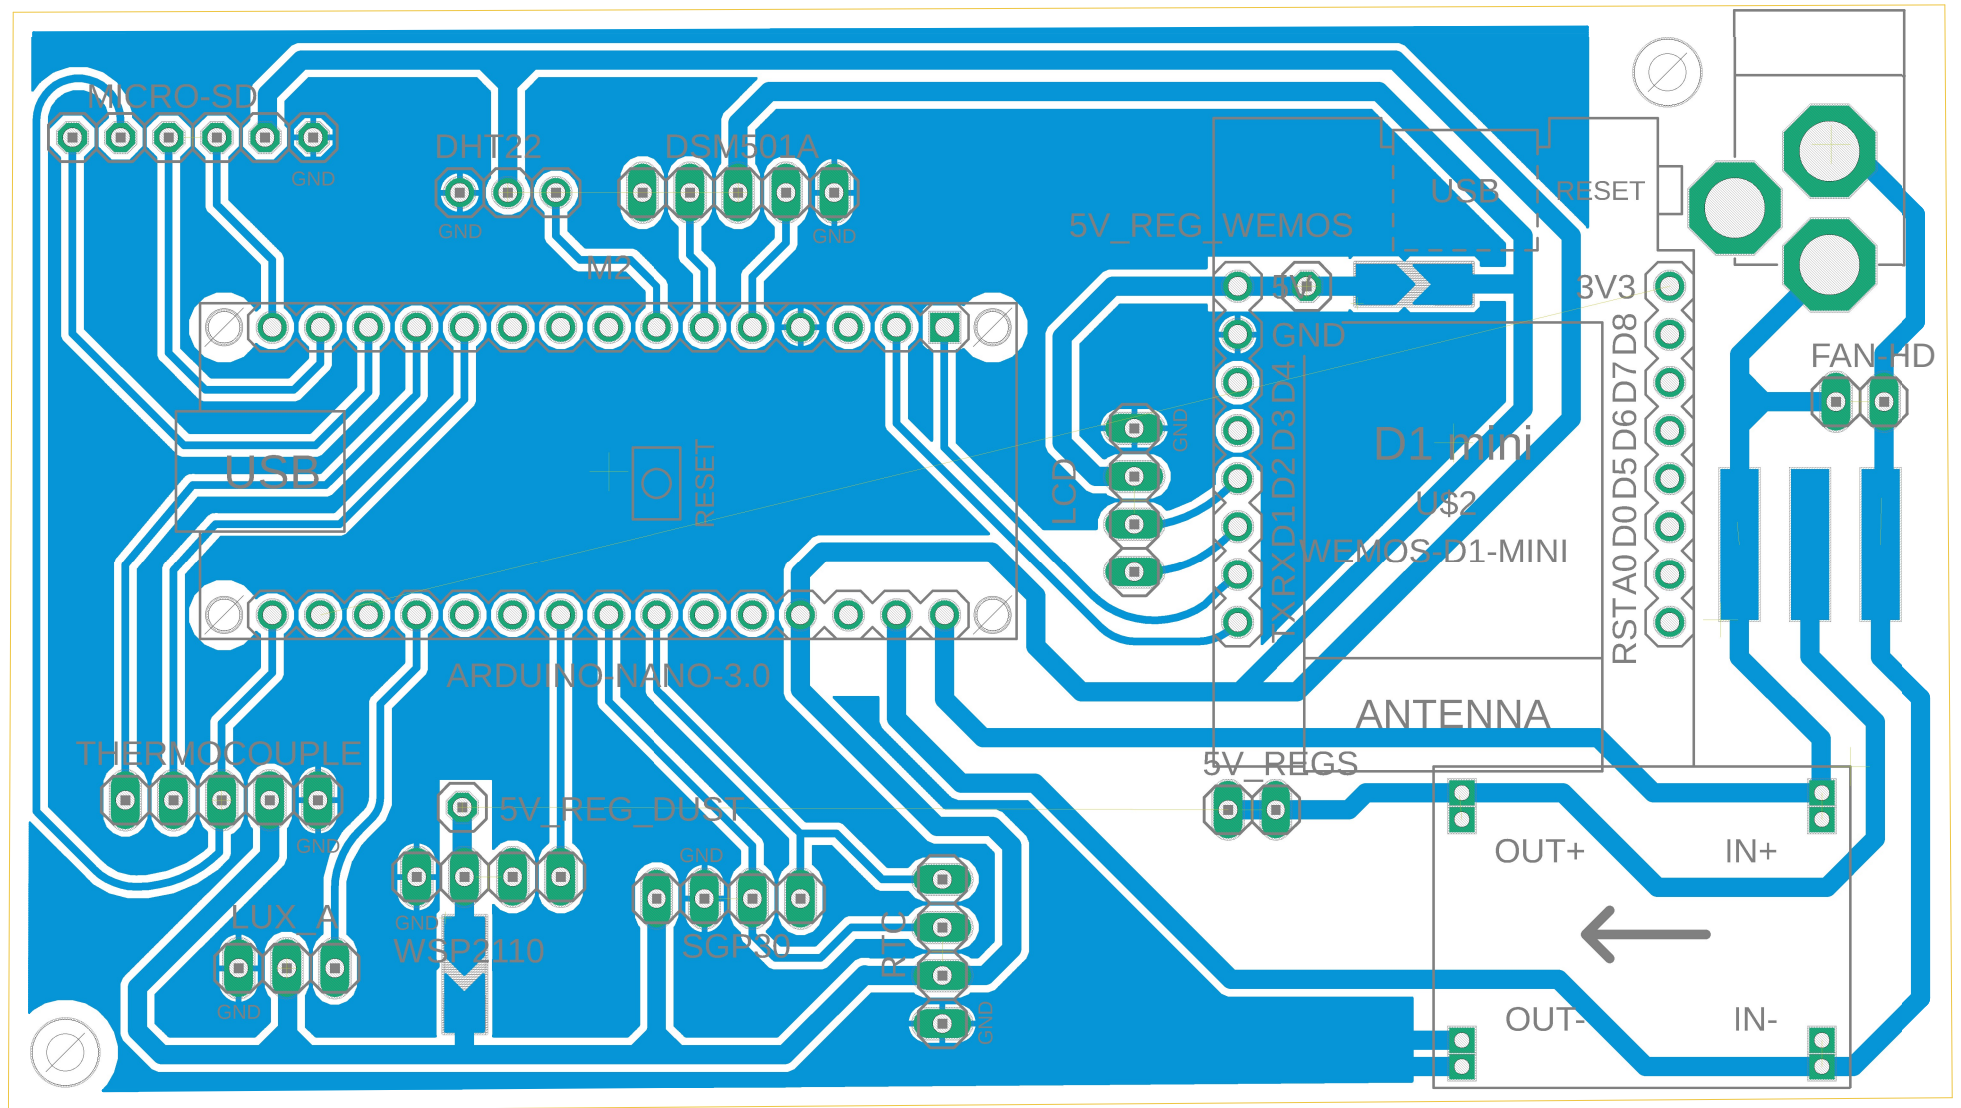 MICRO-SD
GND
DHT22
GND
DSM501A
GND
M2
5V_REG_WEMOS
USB
RESET
5V
3V3
GND
D4
D3
D2
D1
RX
TX
D8
D7
D6
D5
D0
A0
RST
D1 mini
U$2
WEMOS-D1-MINI
ANTENNA
FAN-HD
LCD
GND
USB
RESET
ARDUINO-NANO-3.0
THERMOCOUPLE
GND
5V_REG_DUST
5V_REGS
LUX_A
GND
GND
WSP2110
GND
SGP30
RTC
GND
OUT+
IN+
OUT-
IN-